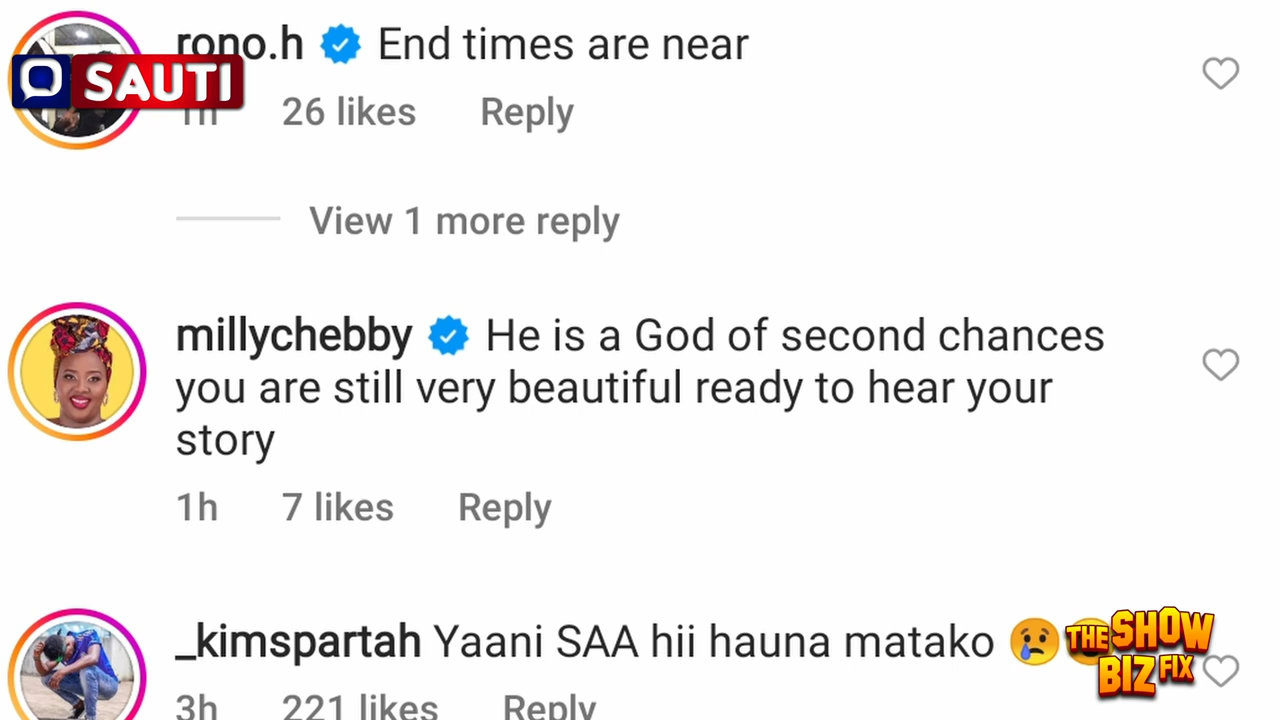 rono.h End times are near
SAUTI
1h 26 likes Reply
View 1 more reply
millychebby He is a God of second chances
you are still very beautiful ready to hear your
story
1h 7 likes Reply
_kimspartah Yaani SAA hii hauna matako
THE SHOW
BIZ FIX
3h 221 likes Reply